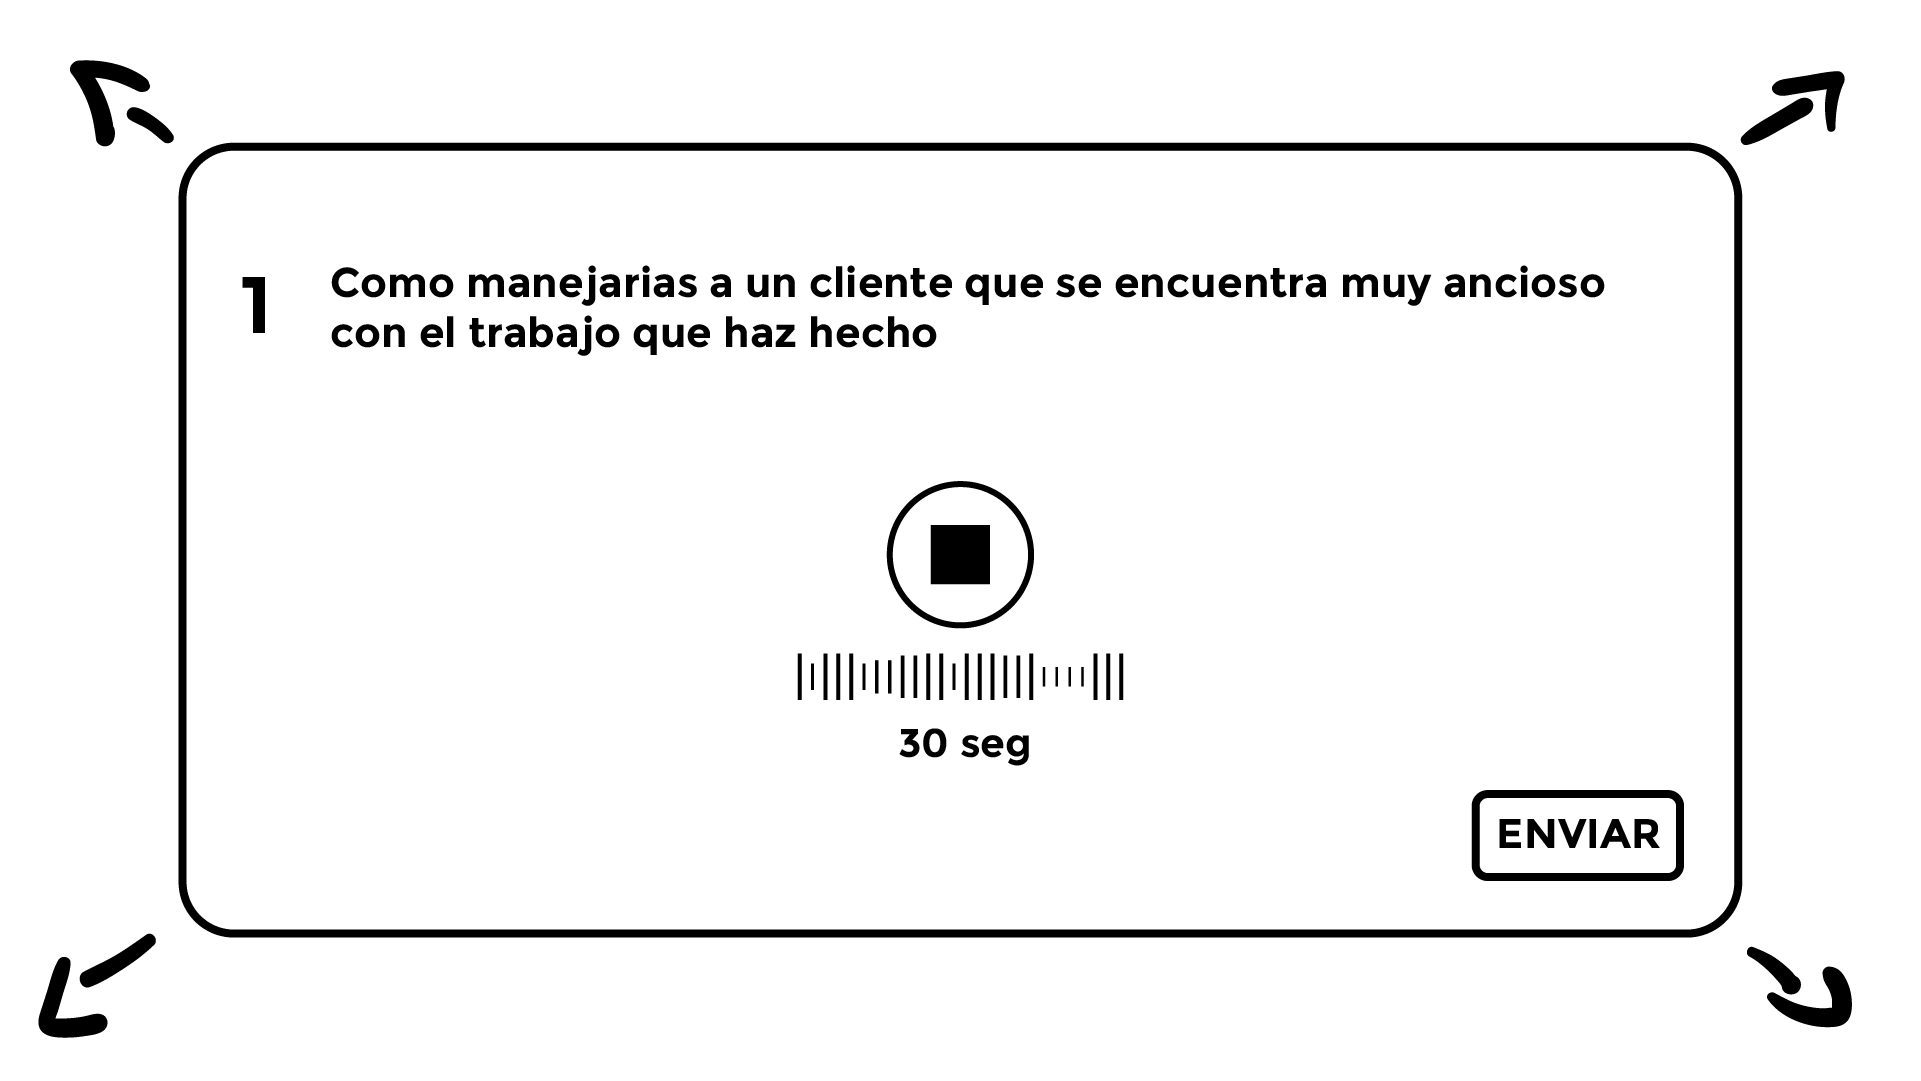 1
Como manejarias a un cliente que se encuentra muy ancioso
con el trabajo que haz hecho
30 seg
ENVIAR